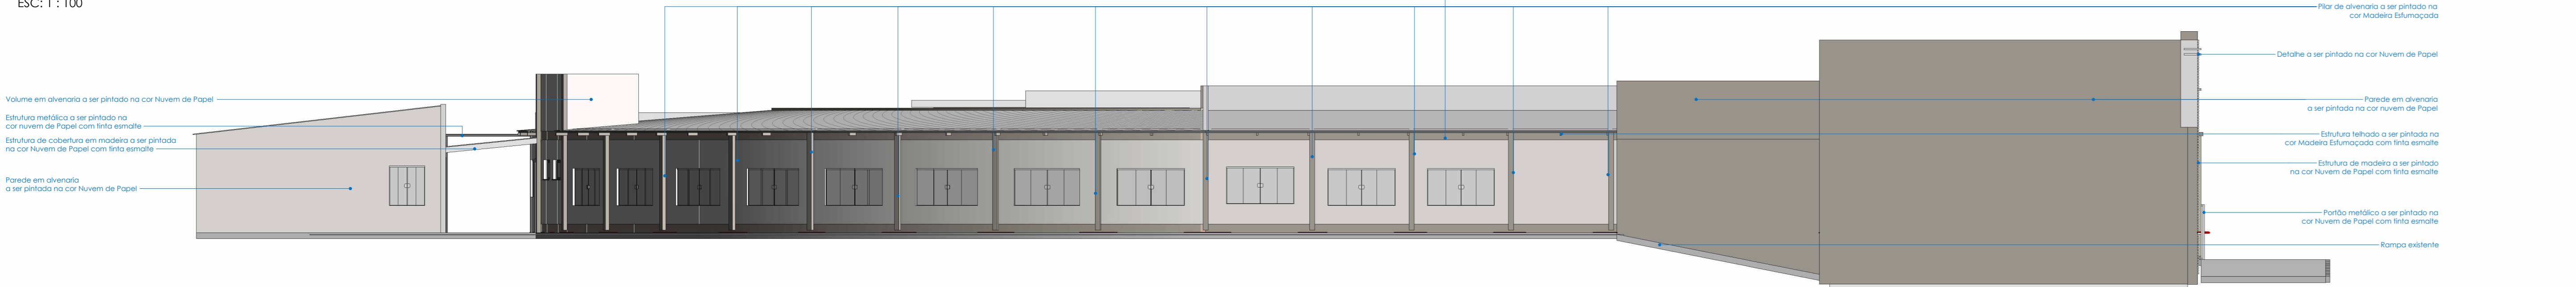 ESC: 1 : 100
Volume em alvenaria a ser pintado na cor Nuvem de Papel
Estrutura metálica a ser pintado na
cor nuvem de Papel com tinta esmalte
Estrutura de cobertura em madeira a ser pintada
na cor Nuvem de Papel com tinta esmalte
Parede em alvenaria
a ser pintada na cor Nuvem de Papel
Pilar de alvenaria a ser pintado na
cor Madeira Esfumaçada
Detalhe a ser pintado na cor Nuvem de Papel
Parede em alvenaria
a ser pintada na cor nuvem de Papel
Estrutura telhado a ser pintada na
cor Madeira Esfumaçada com tinta esmalte
Estrutura de madeira a ser pintado
na cor Nuvem de Papel com tinta esmalte
Portão metálico a ser pintado na
cor Nuvem de Papel com tinta esmalte
Rampa existente